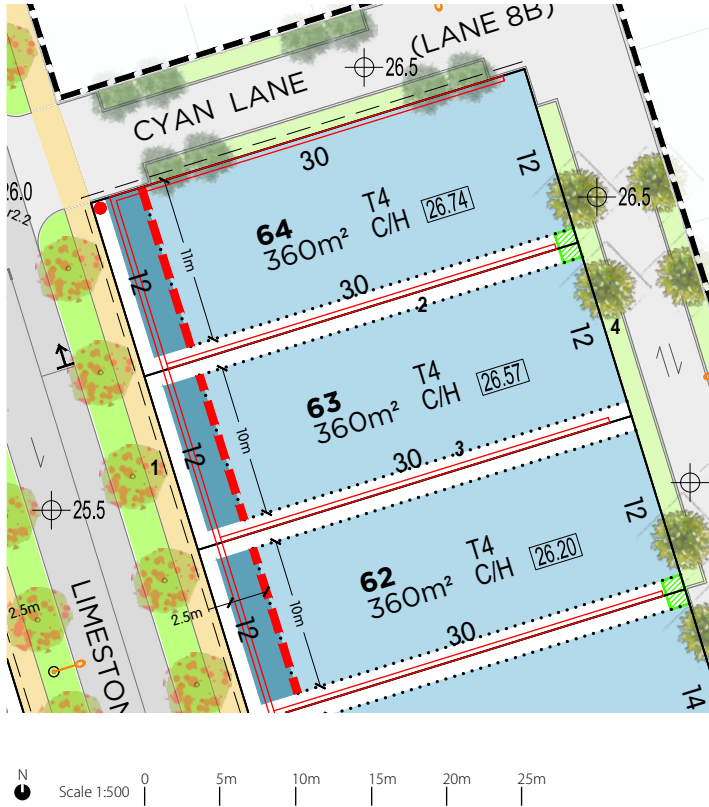 (LANE 8B)
26.5
CYAN LANE
30
12
26.0
r2.2
64
360m²
T4
C/H
26.74
26.5
11m
12
30
2
12
4
63
360m²
T4
C/H
26.57
10m
1
12
30
3
25.5
12
62
360m²
T4
C/H
26.20
LIMESTON
2.5m
2.5m
10m
12
30
14
N
Scale 1:500
0
5m
10m
15m
20m
25m